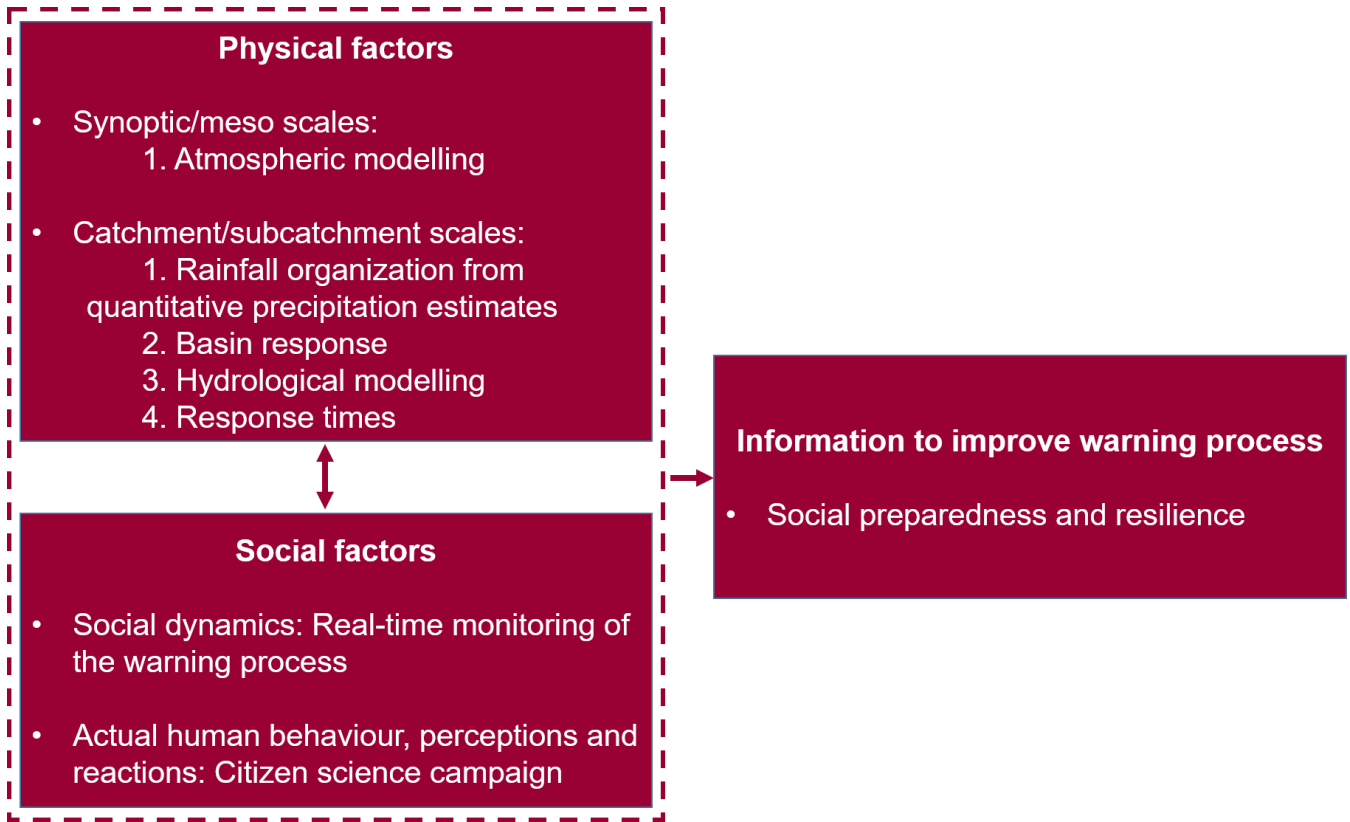 Physical factors
• Synoptic/meso scales:
1. Atmospheric modelling
• Catchment/subcatchment scales:
1. Rainfall organization from
quantitative precipitation estimates
2. Basin response
3. Hydrological modelling
4. Response times
Social factors
• Social dynamics: Real-time monitoring of
the warning process
• Actual human behaviour, perceptions and
reactions: Citizen science campaign
Information to improve warning process
• Social preparedness and resilience